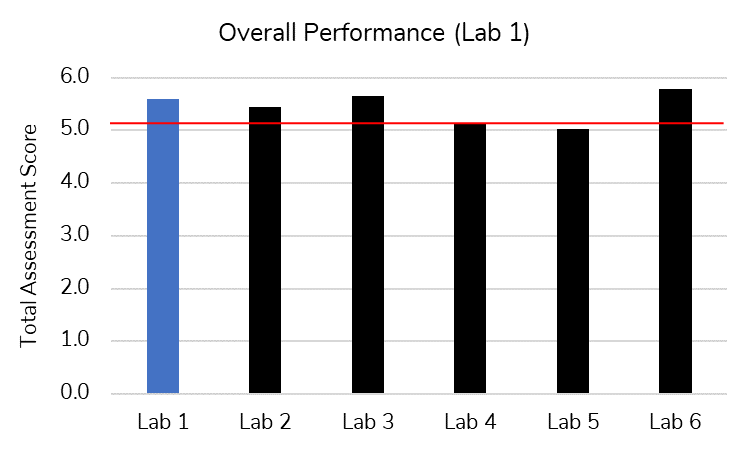 Overall Performance (Lab 1)
Total Assessment Score
6.0
5.0
4.0
3.0
2.0
1.0
0.0
Lab 1 Lab 2 Lab 3 Lab 4 Lab 5 Lab 6